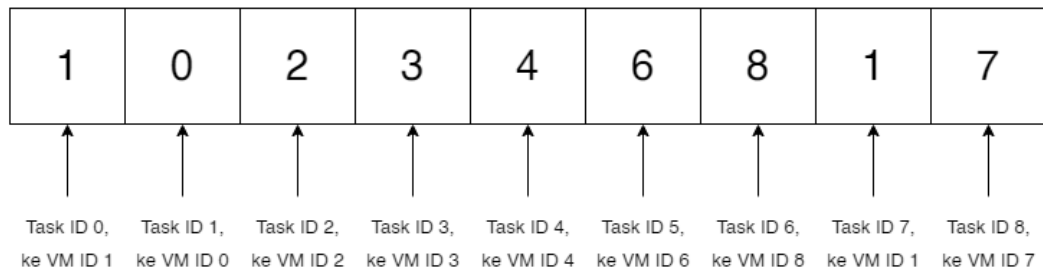 1 0 2 3 4 6 8 1 7
Task ID 0, Task ID 1, Task ID 2, Task ID 3, Task ID 4, Task ID 5, Task ID 6, Task ID 7, Task ID 8,
ke VM ID 1 ke VM ID 0 ke VM ID 2 ke VM ID 3 ke VM ID 4 ke VM ID 6 ke VM ID 8 ke VM ID 1 ke VM ID 7